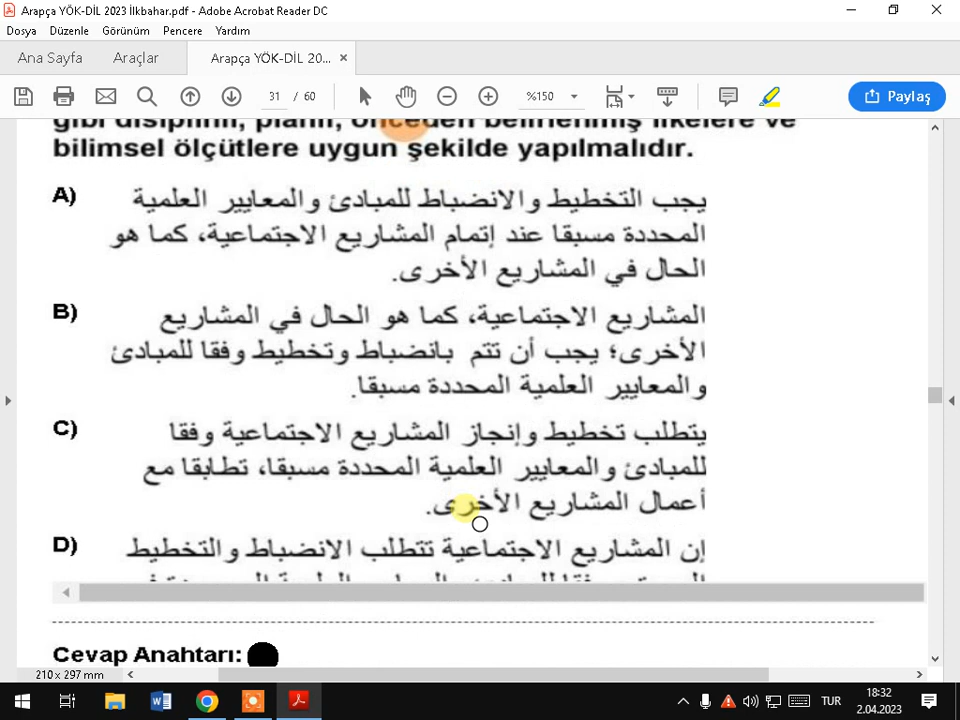 Arapça YÖK-DİL 2023 İlkbahar.pdf - Adobe Acrobat Reader DC
Dosya Düzenle Görünüm Pencere Yardım
Ana Sayfa Araçlar Arapça YÖK-DİL 20... ×
31 / 60 %150 Paylaş
gibi disiplinli, planlı, önceden belirlenmiş ilkelere ve
bilimsel ölçütlere uygun şekilde yapılmalıdır.
A) يجب التخطيط والانضباط للمبادئ والمعايير العلمية
المحددة مسبقا عند إتمام المشاريع الاجتماعية، كما هو
الحال في المشاريع الأخرى.
B) المشاريع الاجتماعية، كما هو الحال في المشاريع
الأخرى؛ يجب أن تتم بانضباط وتخطيط وفقا للمبادئ
والمعايير العلمية المحددة مسبقا.
C) يتطلب تخطيط وإنجاز المشاريع الاجتماعية وفقا
للمبادئ والمعايير العلمية المحددة مسبقا، تطابقا مع
أعمال المشاريع الأخرى.
D) إن المشاريع الاجتماعية تتطلب الانضباط والتخطيط
Cevap Anahtarı:
210 x 297 mm
TUR
18:32
2.04.2023